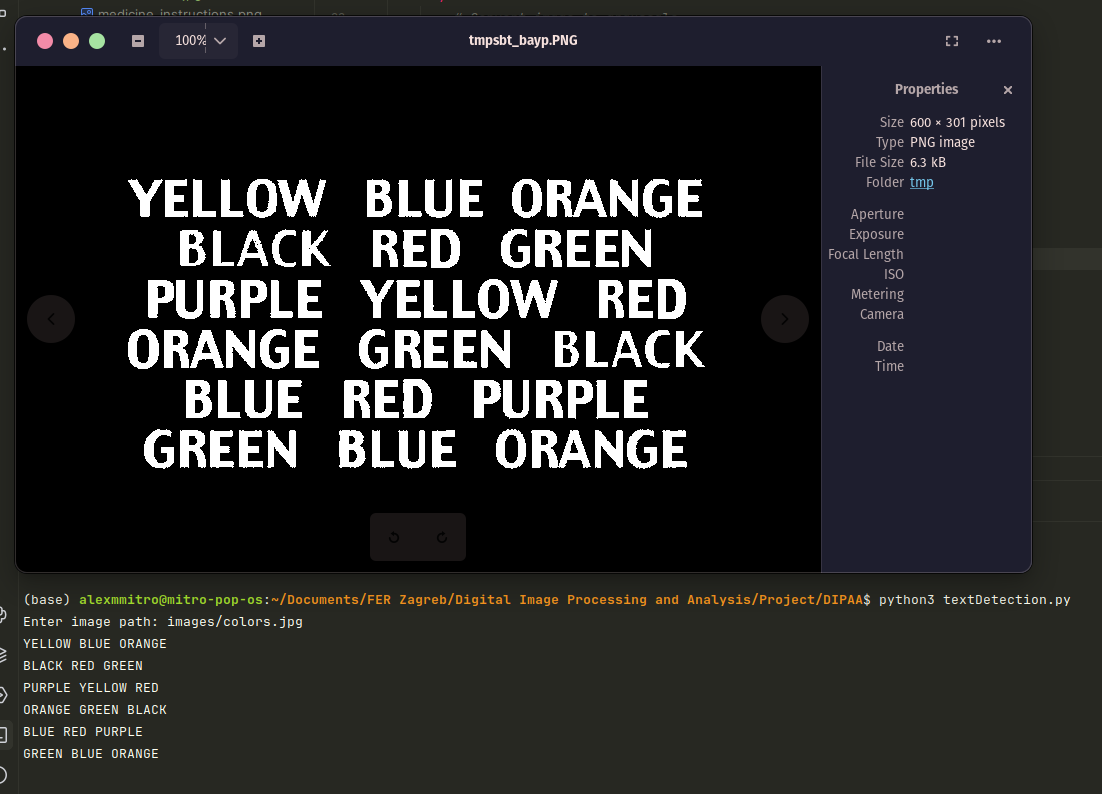 medicine_instructions.png
100%
tmpsbt_bayp.PNG
Properties
Size 600 × 301 pixels
Type PNG image
File Size 6.3 kB
Folder tmp
Aperture
Exposure
Focal Length
ISO
Metering
Camera
Date
Time
YELLOW BLUE ORANGE
BLACK RED GREEN
PURPLE YELLOW RED
ORANGE GREEN BLACK
BLUE RED PURPLE
GREEN BLUE ORANGE
(base) alexmmitro@mitro-pop-os:~/Documents/FER Zagreb/Digital Image Processing and Analysis/Project/DIPAA$ python3 textDetection.py
Enter image path: images/colors.jpg
YELLOW BLUE ORANGE
BLACK RED GREEN
PURPLE YELLOW RED
ORANGE GREEN BLACK
BLUE RED PURPLE
GREEN BLUE ORANGE